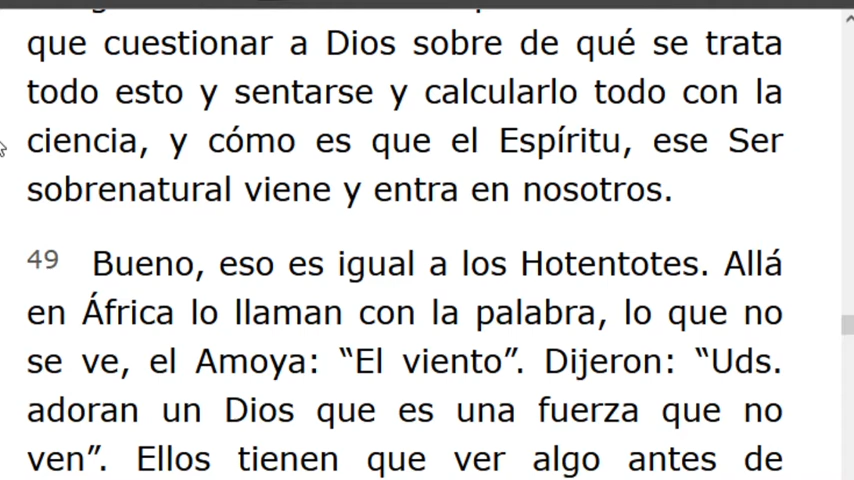 que cuestionar a Dios sobre de qué se trata
todo esto y sentarse y calcularlo todo con la
ciencia, y cómo es que el Espíritu, ese Ser
sobrenatural viene y entra en nosotros.
49 Bueno, eso es igual a los Hotentotes. Allá
en África lo llaman con la palabra, lo que no
se ve, el Amoya: “El viento”. Dijeron: “Uds.
adoran un Dios que es una fuerza que no
ven”. Ellos tienen que ver algo antes de